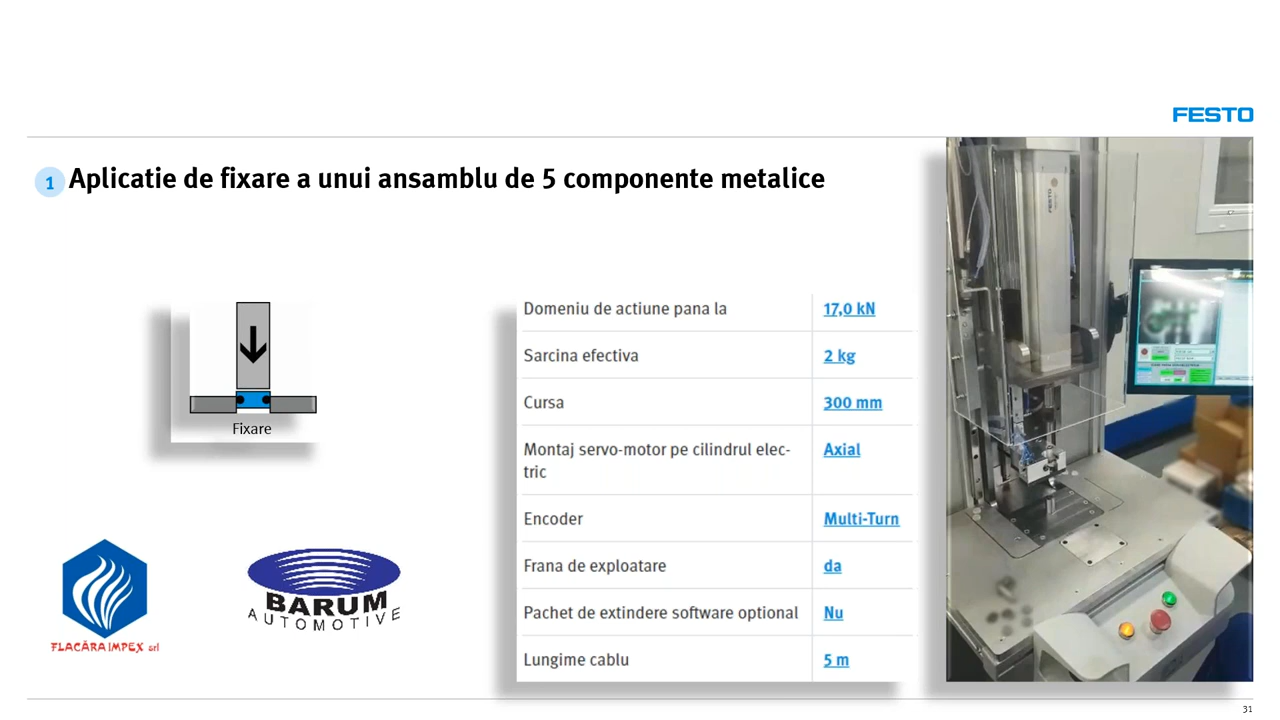 FESTO
1 Aplicatie de fixare a unui ansamblu de 5 componente metalice
Fixare
Domeniu de actiune pana la 17,0 kN
Sarcina efectiva 2 kg
Cursa 300 mm
Montaj servo-motor pe cilindrul elec-
tric Axial
Encoder Multi-Turn
Frana de exploatare da
Pachet de extindere software optional Nu
Lungime cablu 5 m
FLACĂRA IMPEX srl
BARUM
AUTOMOTIVE
FESTO
31